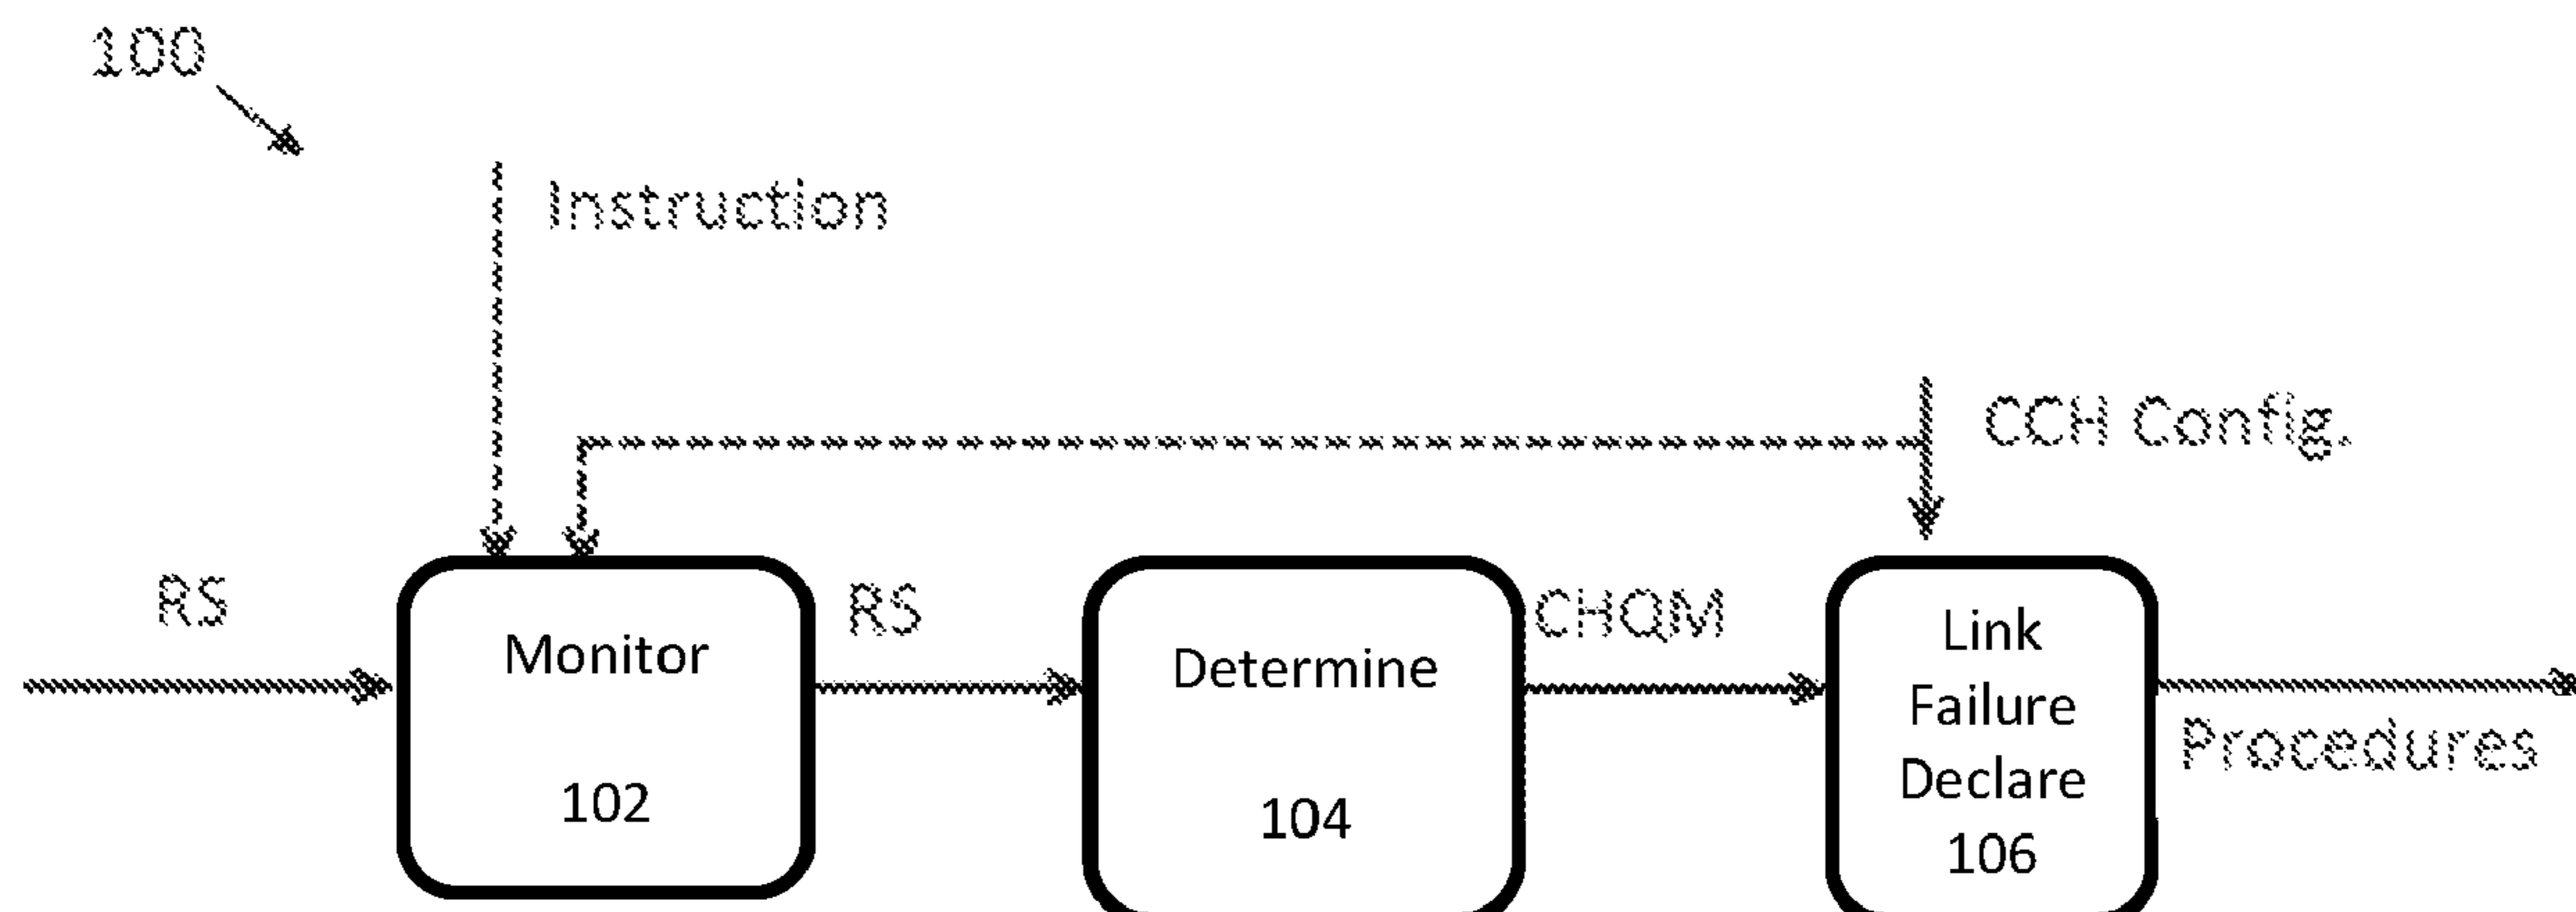 100
Instruction
CCH Config.
RS
Monitor
102
RS
Determine
104
CHQM
Link
Failure
Declare
106
Procedures